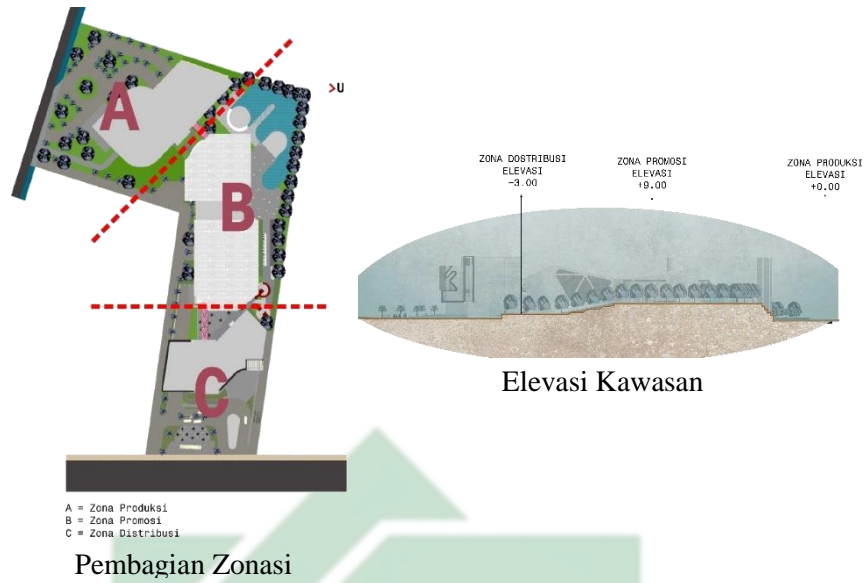 A
B
C
>U
A = Zona Produksi
B = Zona Promosi
C = Zona Distribusi
Pembagian Zonasi
ZONA DOSTRIBUSI
ELEVASI
-3.00
ZONA PROMOSI
ELEVASI
+9.00
ZONA PRODUKSI
ELEVASI
+0.00
Elevasi Kawasan